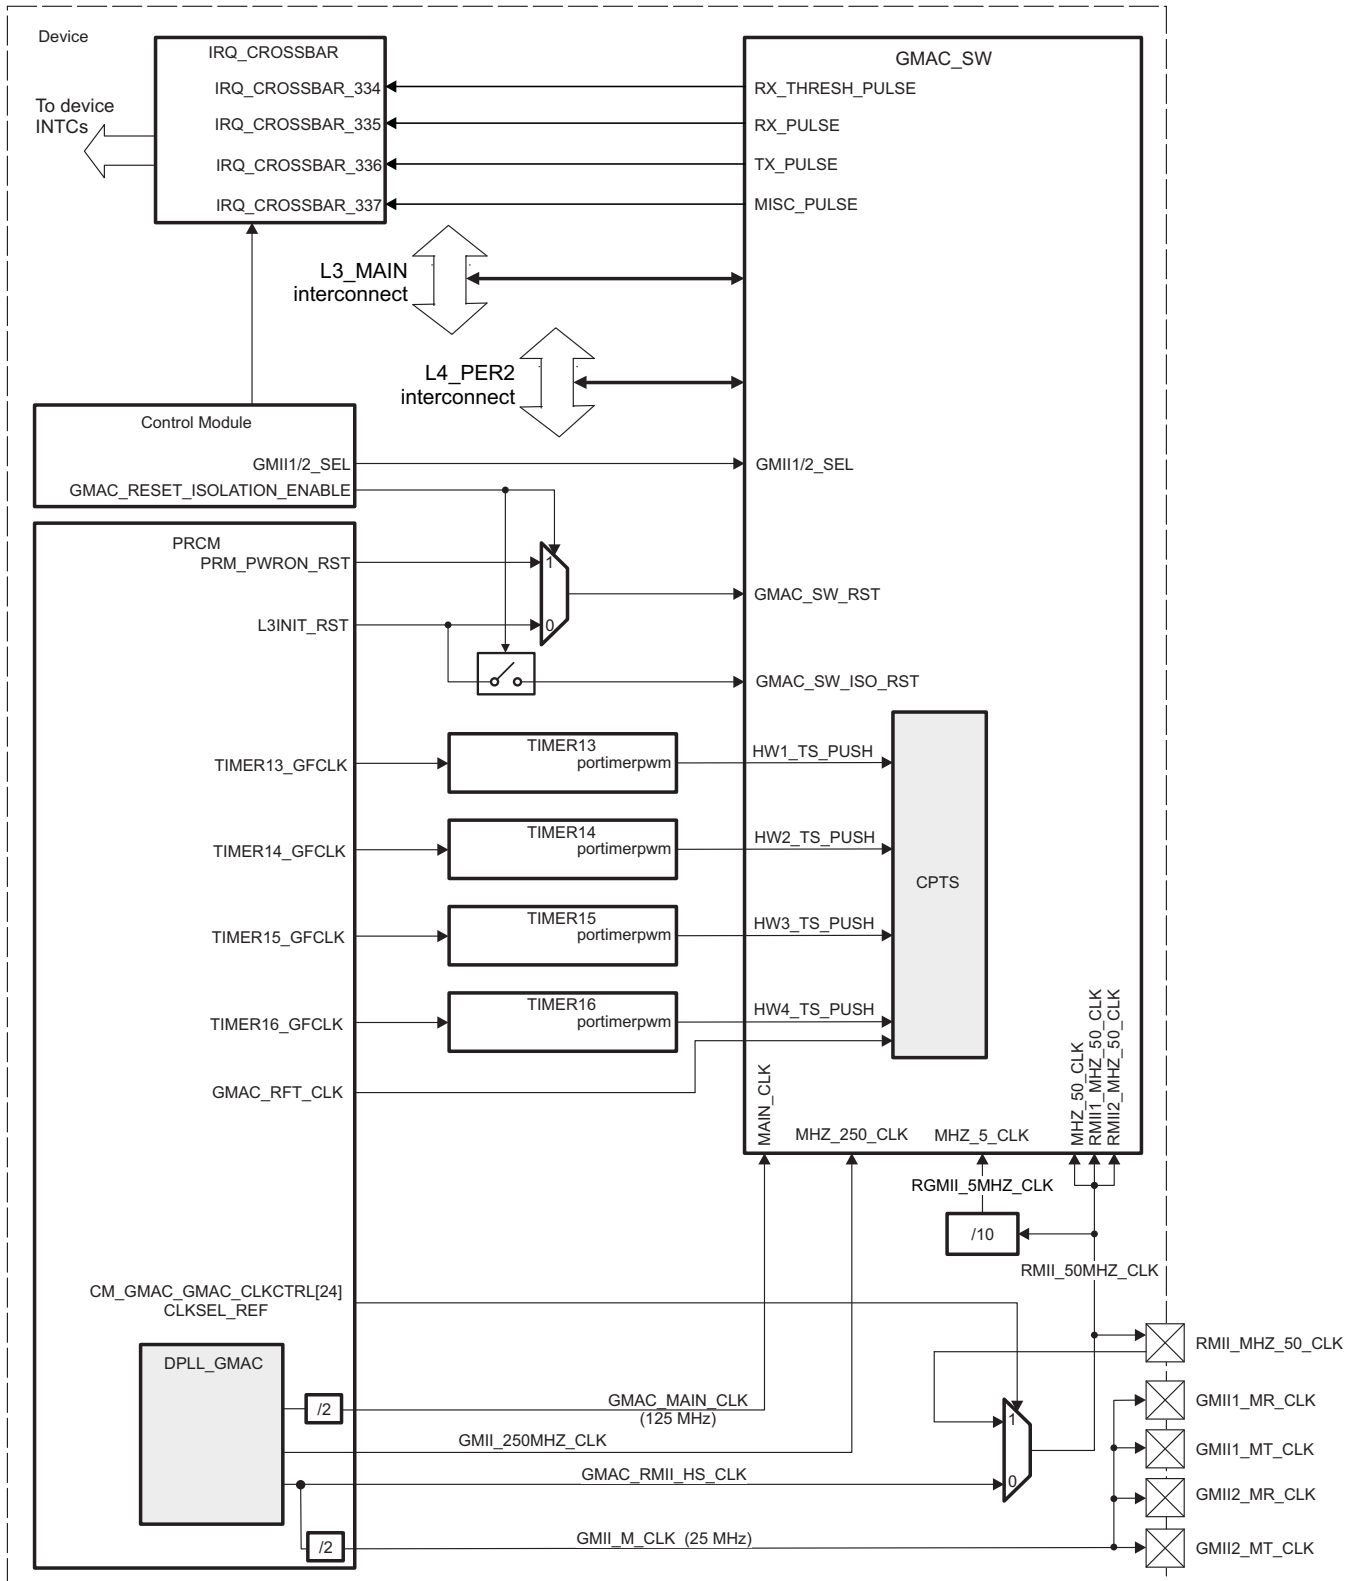 Device
IRQ_CROSSBAR
GMAC_SW
IRQ_CROSSBAR_334
RX_THRESH_PULSE
To device
INTCs
IRQ_CROSSBAR_335
RX_PULSE
IRQ_CROSSBAR_336
TX_PULSE
IRQ_CROSSBAR_337
MISC_PULSE
L3_MAIN
interconnect
L4_PER2
interconnect
Control Module
GMII1/2_SEL
GMII1/2_SEL
GMAC_RESET_ISOLATION_ENABLE
PRCM
PRM_PWRON_RST
1
GMAC_SW_RST
L3INIT_RST
0
GMAC_SW_ISO_RST
TIMER13
portimerpwm
HW1_TS_PUSH
TIMER13_GFCLK
TIMER14
portimerpwm
HW2_TS_PUSH
TIMER14_GFCLK
CPTS
TIMER15
portimerpwm
HW3_TS_PUSH
TIMER15_GFCLK
TIMER16
portimerpwm
HW4_TS_PUSH
TIMER16_GFCLK
GMAC_RFT_CLK
MAIN_CLK
MHZ_250_CLK
MHZ_5_CLK
MHZ_50_CLK
RMII1_MHZ_50_CLK
RMII2_MHZ_50_CLK
RGMII_5MHZ_CLK
/10
RMII_50MHZ_CLK
CM_GMAC_GMAC_CLKCTRL[24]
CLKSEL_REF
RMII_MHZ_50_CLK
DPLL_GMAC
/2
GMAC_MAIN_CLK
(125 MHz)
1
GMII1_MR_CLK
GMII_250MHZ_CLK
GMII1_MT_CLK
GMAC_RMII_HS_CLK
0
GMII2_MR_CLK
/2
GMII_M_CLK (25 MHz)
GMII2_MT_CLK